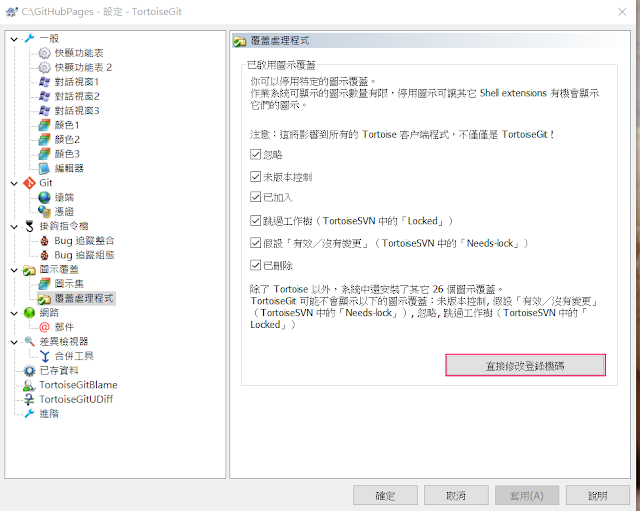 C:\GitHubPages - 設定 - TortoiseGit
一般
快顯功能表
快顯功能表 2
對話視窗1
對話視窗2
對話視窗3
顏色1
顏色2
顏色3
編輯器
Git
遠端
憑證
掛鉤指令檔
Bug 追蹤整合
Bug 追蹤組態
圖示覆蓋
圖示集
覆蓋處理程式
網路
郵件
差異檢視器
合併工具
已存資料
TortoiseGitBlame
TortoiseGitUDiff
進階
覆蓋處理程式
已啟用圖示覆蓋
你可以停用特定的圖示覆蓋。
作業系統可顯示的圖示數量有限，停用圖示可讓其它 Shell extensions 有機會顯示
它們的圖示。
注意：這將影響到所有的 Tortoise 客户端程式，不僅僅是 TortoiseGit！
忽略
未版本控制
已加入
跳過工作樹（TortoiseSVN 中的「Locked」）
假設「有效／沒有變更」（TortoiseSVN 中的「Needs-lock」）
已刪除
除了 Tortoise 以外，系統中還安裝了其它 26 個圖示覆蓋。
TortoiseGit 可能不會顯示以下的圖示覆蓋：未版本控制, 假設「有效／沒有變更」
（TortoiseSVN 中的「Needs-lock」）, 忽略, 跳過工作樹（TortoiseSVN 中的「
Locked」）
直接修改登錄機碼
確定
取消
套用(A)
說明